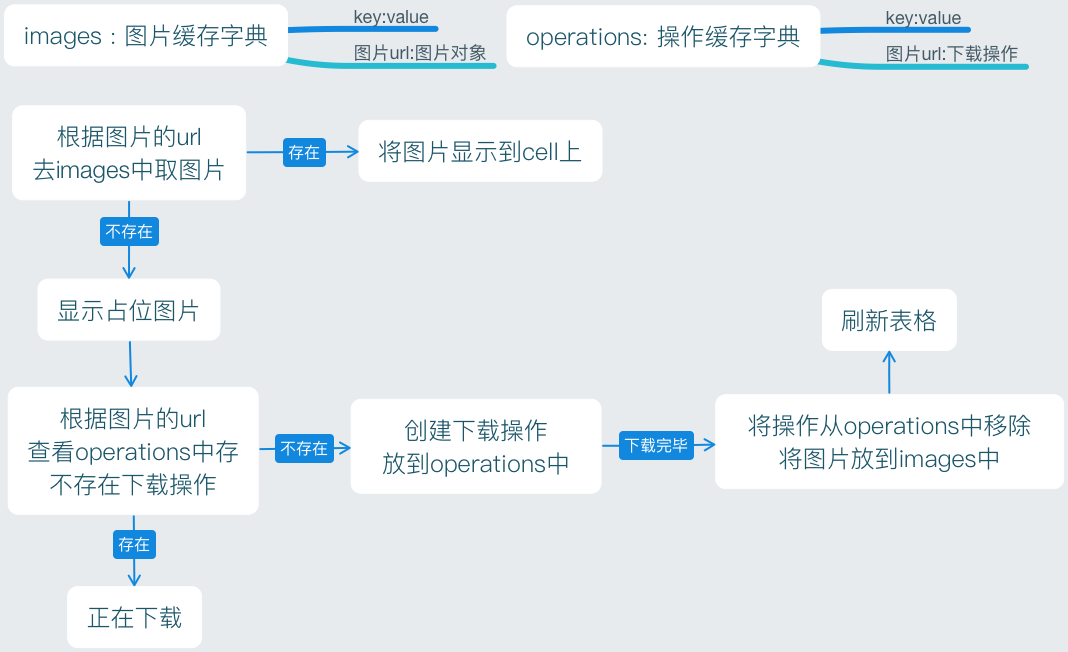 images：图片缓存字典
key:value
图片url:图片对象
operations: 操作缓存字典
key:value
图片url:下载操作
根据图片的url
去images中取图片
存在
将图片显示到cell上
不存在
显示占位图片
根据图片的url
查看operations中存
不存在下载操作
不存在
创建下载操作
放到operations中
下载完毕
将操作从operations中移除
将图片放到images中
刷新表格
存在
正在下载